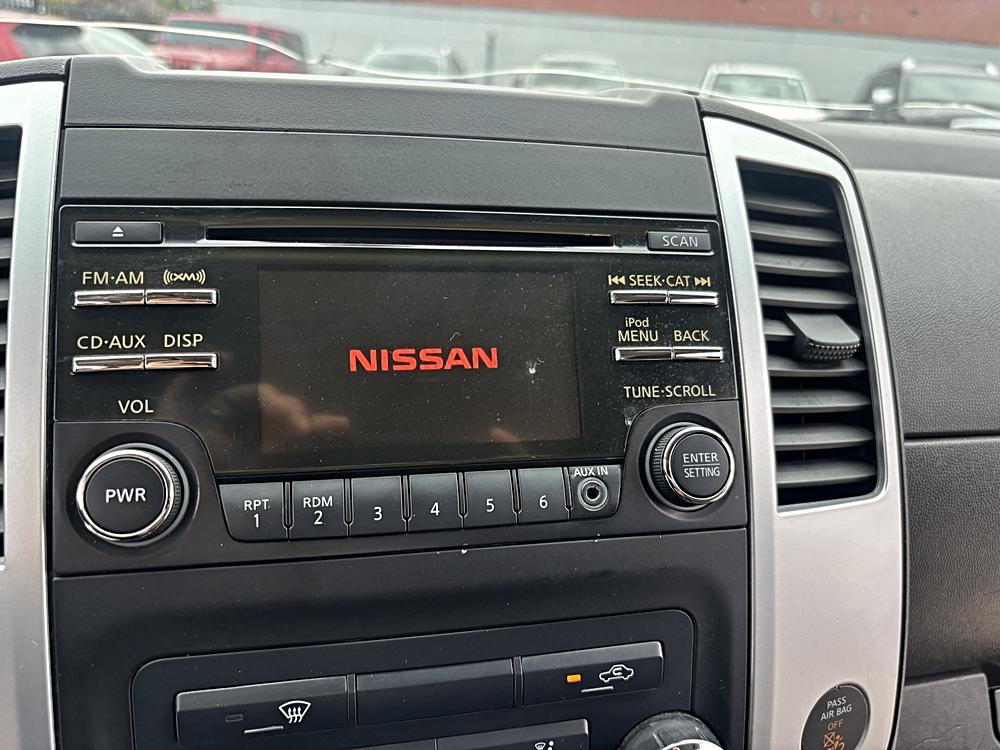 SCAN
FM·AM ((XM))
SEEK·CAT
CD·AUX DISP
iPod
MENU BACK
NISSAN
VOL
TUNE·SCROLL
PWR
ENTER
SETTING
RPT
1
RDM
2
3
4
5
6
AUX IN
PASS
AIR BAG
OFF